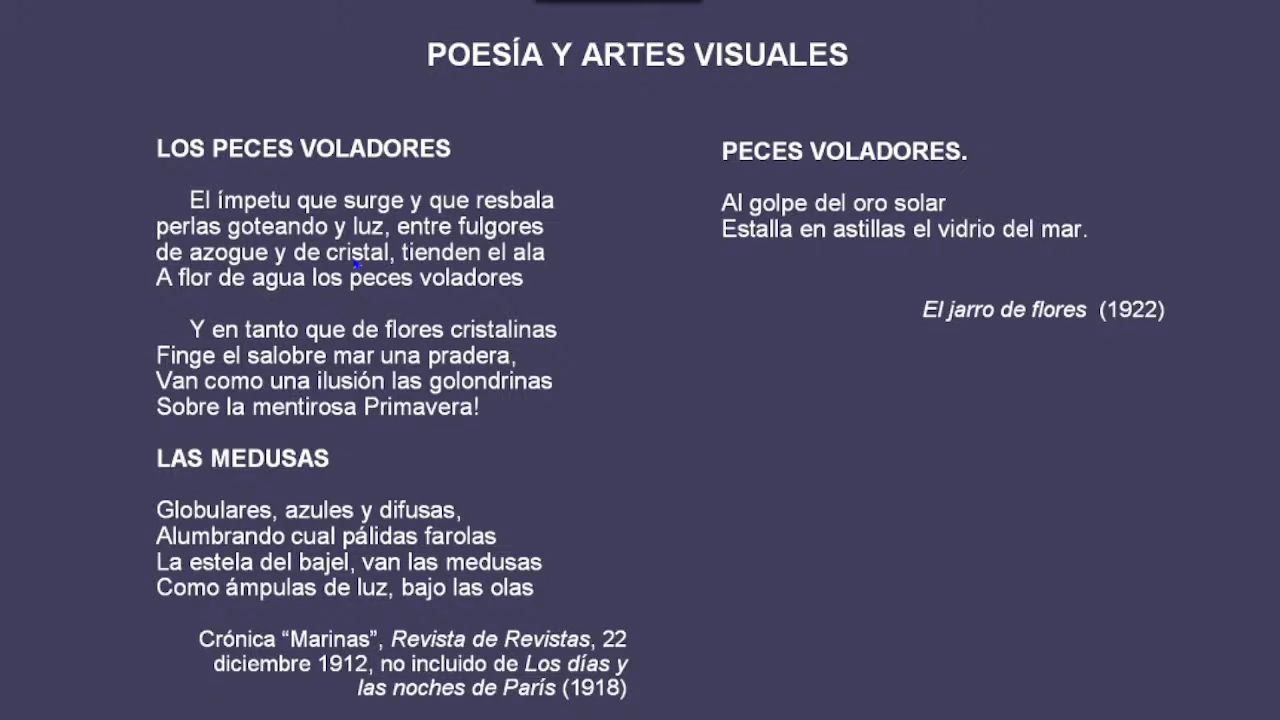 POESÍA Y ARTES VISUALES
LOS PECES VOLADORES
El ímpetu que surge y que resbala
perlas goteando y luz, entre fulgores
de azogue y de cristal, tienden el ala
A flor de agua los peces voladores
Y en tanto que de flores cristalinas
Finge el salobre mar una pradera,
Van como una ilusión las golondrinas
Sobre la mentirosa Primavera!
LAS MEDUSAS
Globulares, azules y difusas,
Alumbrando cual pálidas farolas
La estela del bajel, van las medusas
Como ámpulas de luz, bajo las olas
Crónica “Marinas”, Revista de Revistas, 22
diciembre 1912, no incluido de Los días y
las noches de París (1918)
PECES VOLADORES.
Al golpe del oro solar
Estalla en astillas el vidrio del mar.
El jarro de flores (1922)